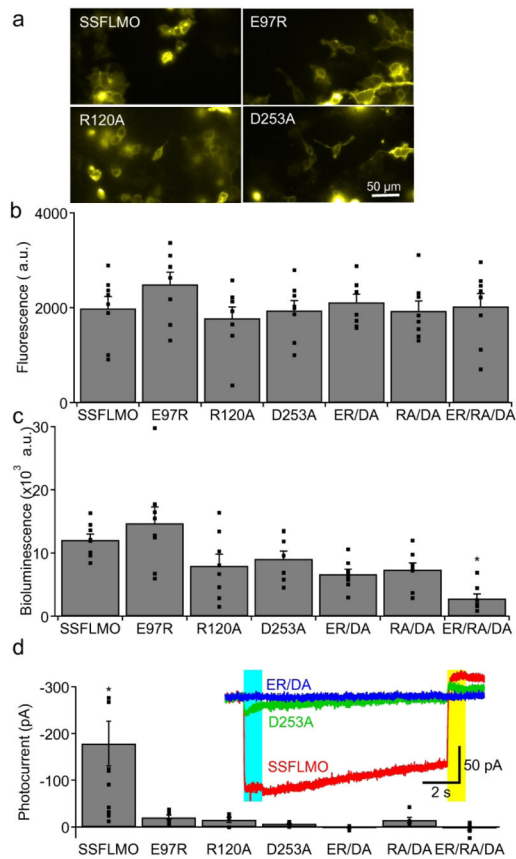 a
SSFLMO
E97R
R120A
D253A
50 µm
b
Fluorescence ( a.u.)
4000
2000
0
SSFLMO E97R R120A D253A ER/DA RA/DA ER/RA/DA
c
Bioluminescence (x10³ a.u.)
30
20
10
0
*
SSFLMO E97R R120A D253A ER/DA RA/DA ER/RA/DA
d
Photocurrent (pA)
-300
-200
-100
0
*
ER/DA
D253A
SSFLMO
50 pA
2 s
SSFLMO E97R R120A D253A ER/DA RA/DA ER/RA/DA